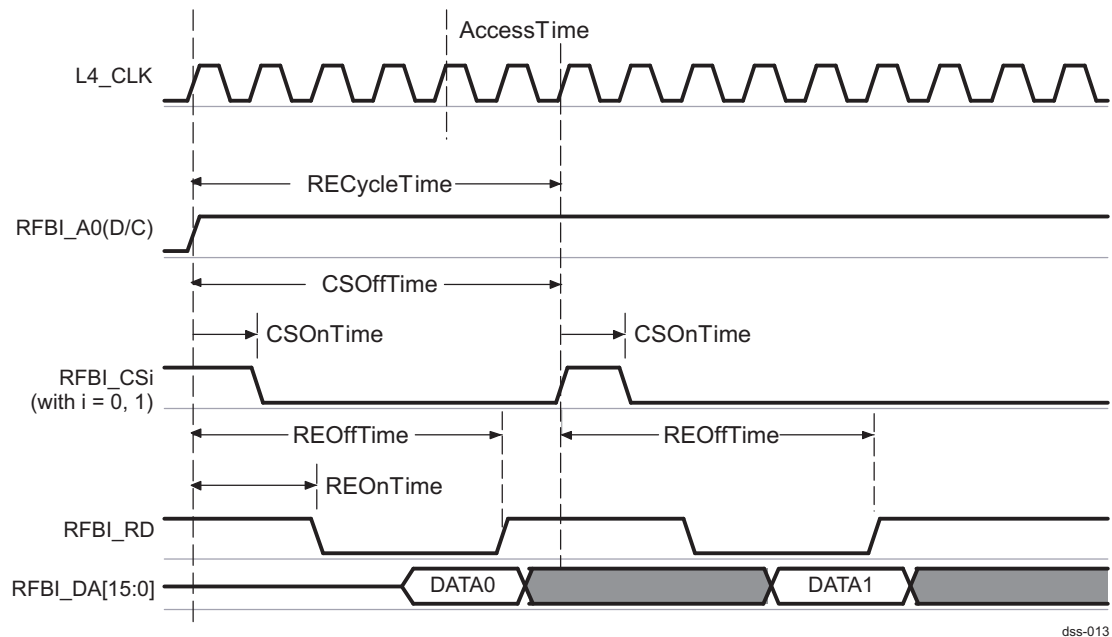 AccessTime
L4_CLK
RECycleTime
RFBI_A0(D/C)
CSOffTime
CSOnTime
CSOnTime
RFBI_CSi
(with i = 0, 1)
REOffTime
REOffTime
REOnTime
RFBI_RD
RFBI_DA[15:0]
DATA0
DATA1
dss-013